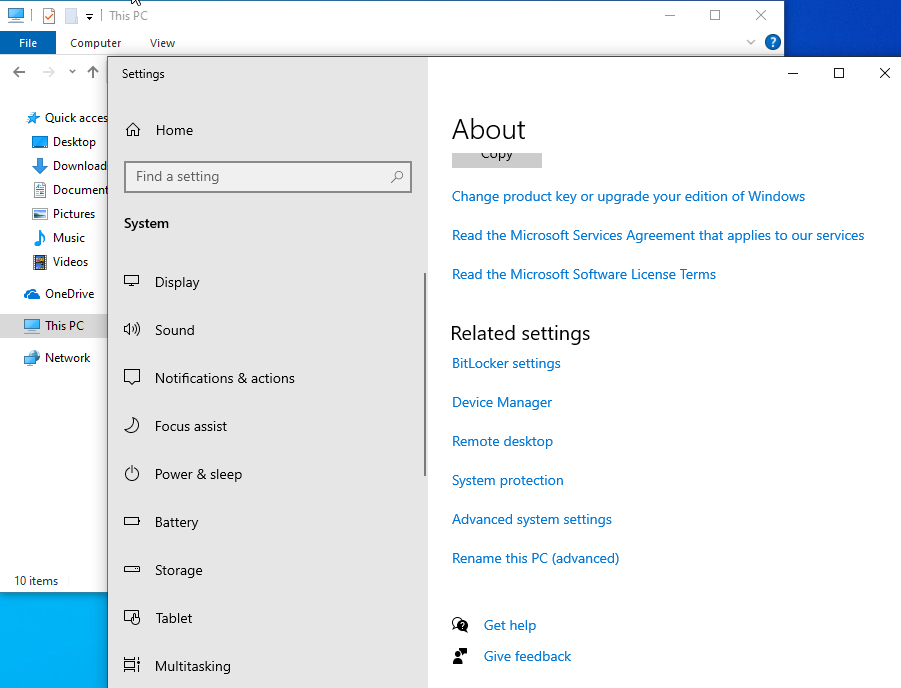 This PC
File
Computer
View
Quick acces
Desktop
Download
Document
Pictures
Music
Videos
OneDrive
This PC
Network
10 items
Settings
Home
Find a setting
System
Display
Sound
Notifications & actions
Focus assist
Power & sleep
Battery
Storage
Tablet
Multitasking
About
Copy
Change product key or upgrade your edition of Windows
Read the Microsoft Services Agreement that applies to our services
Read the Microsoft Software License Terms
Related settings
BitLocker settings
Device Manager
Remote desktop
System protection
Advanced system settings
Rename this PC (advanced)
Get help
Give feedback